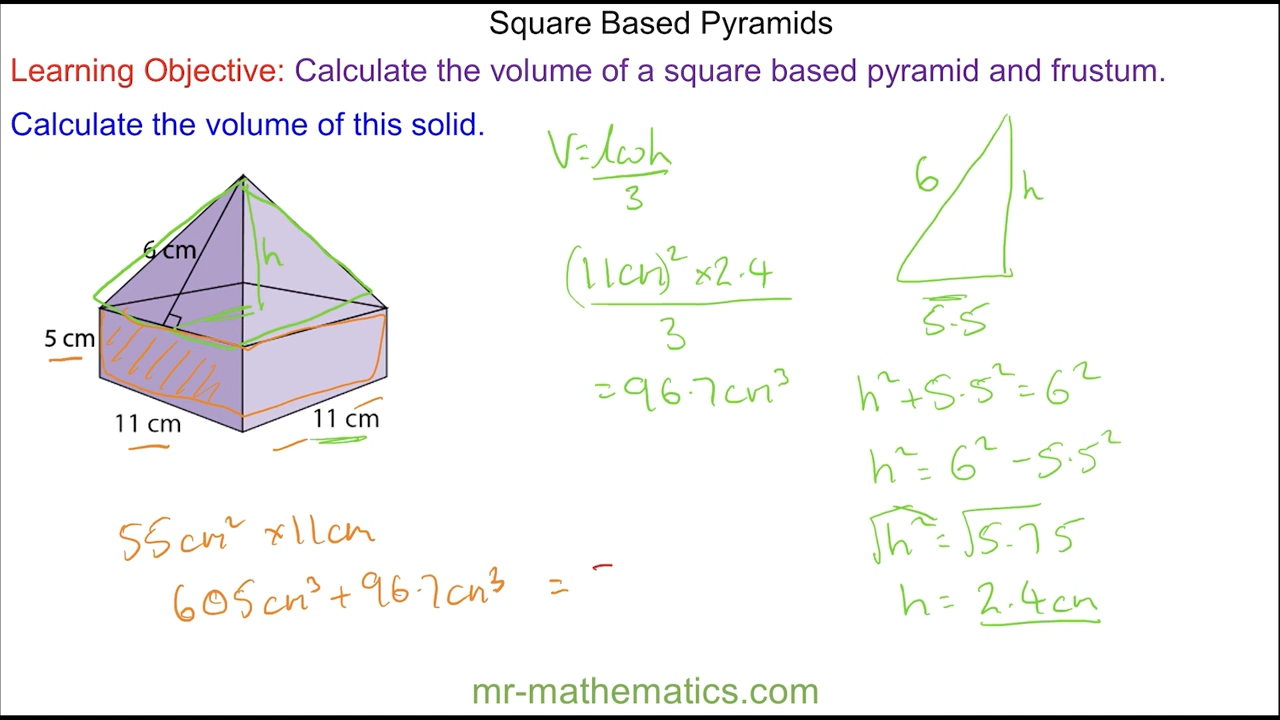 Square Based Pyramids
Learning Objective: Calculate the volume of a square based pyramid and frustum.
Calculate the volume of this solid.
6 cm
h
5 cm
11 cm
11 cm
V = lwh
3
(11cm)² × 2.4
3
= 96.7cm³
6
h
5.5
h² + 5.5² = 6²
h² = 6² - 5.5²
√h² = √5.75
h = 2.4cm
55cm² × 11cm
605cm³ + 96.7cm³ =
mr-mathematics.com